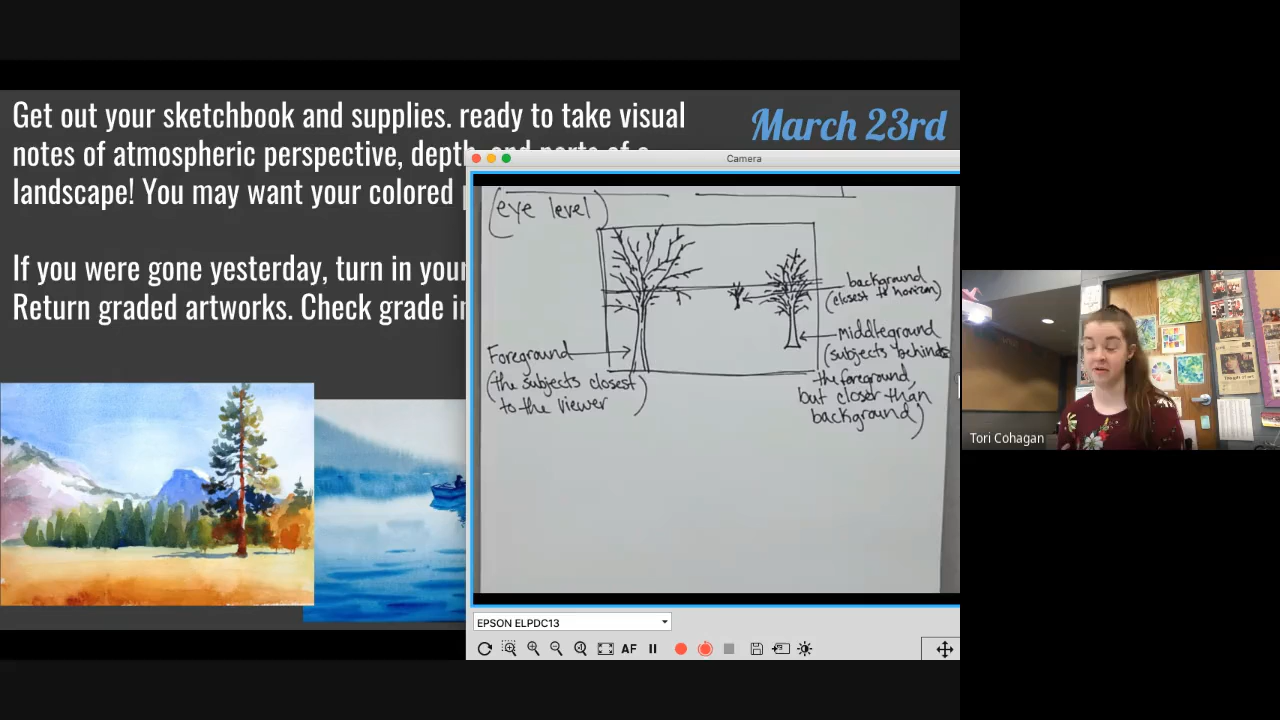 Get out your sketchbook and supplies. ready to take visual
notes of atmospheric perspective, depth, and parts of a
landscape! You may want your colored
If you were gone yesterday, turn in your
Return graded artworks. Check grade in
March 23rd
Camera
(eye level)
background
(closest to horizon)
middleground
(subjects behind
the foreground,
but closer than
background)
Foreground
(the subjects closest
to the viewer)
EPSON ELPDC13
AF
Tori Cohagan